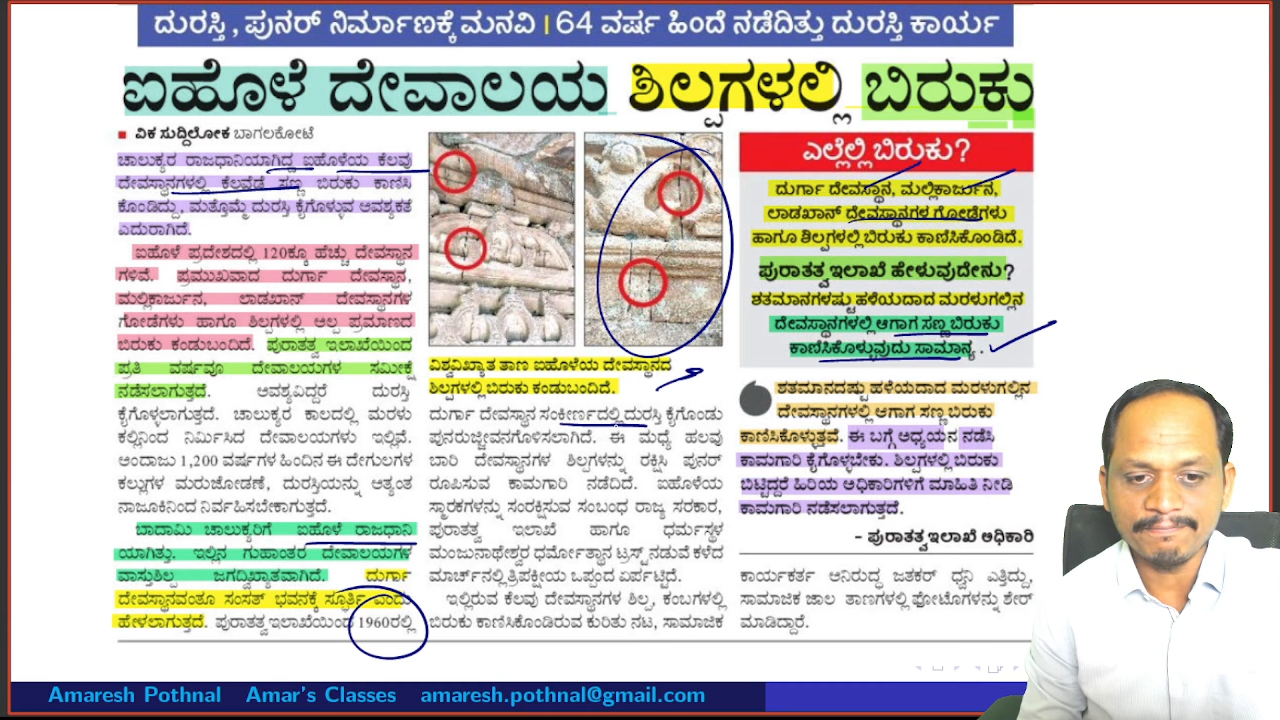 ದುರಸ್ತಿ, ಪುನರ್ ನಿರ್ಮಾಣಕ್ಕೆ ಮನವಿ | 64 ವರ್ಷ ಹಿಂದೆ ನಡೆದಿತ್ತು ದುರಸ್ತಿ ಕಾರ್ಯ
ಐಹೊಳೆ ದೇವಾಲಯ ಶಿಲ್ಪಗಳಲ್ಲಿ ಬಿರುಕು
■ ವಿಕ ಸುದ್ದಿಲೋಕ ಬಾಗಲಕೋಟೆ
ಚಾಲುಕ್ಯರ ರಾಜಧಾನಿಯಾಗಿದ್ದ ಐಹೊಳೆಯ ಕೆಲವು
ದೇವಸ್ಥಾನಗಳಲ್ಲಿ ಕೆಲವೆಡೆ ಸಣ್ಣ ಬಿರುಕು ಕಾಣಿಸಿ
ಕೊಂಡಿದ್ದು, ಮತ್ತೊಮ್ಮೆ ದುರಸ್ತಿ ಕೈಗೊಳ್ಳುವ ಅವಶ್ಯಕತೆ
ಎದುರಾಗಿದೆ.
ಐಹೊಳೆ ಪ್ರದೇಶದಲ್ಲಿ 120ಕ್ಕೂ ಹೆಚ್ಚು ದೇವಸ್ಥಾನ
ಗಳಿವೆ. ಪ್ರಮುಖವಾದ ದುರ್ಗಾ ದೇವಸ್ಥಾನ,
ಮಲ್ಲಿಕಾರ್ಜುನ, ಲಾಡಖಾನ್ ದೇವಸ್ಥಾನಗಳ
ಗೋಡೆಗಳು ಹಾಗೂ ಶಿಲ್ಪಗಳಲ್ಲಿ ಅಲ್ಪ ಪ್ರಮಾಣದ
ಬಿರುಕು ಕಂಡುಬಂದಿದೆ. ಪುರಾತತ್ವ ಇಲಾಖೆಯಿಂದ
ಪ್ರತಿ ವರ್ಷವೂ ದೇವಾಲಯಗಳ ಸಮೀಕ್ಷೆ
ನಡೆಸಲಾಗುತ್ತದೆ. ಅವಶ್ಯವಿದ್ದರೆ ದುರಸ್ತಿ
ಕೈಗೊಳ್ಳಲಾಗುತ್ತದೆ. ಚಾಲುಕ್ಯರ ಕಾಲದಲ್ಲಿ ಮರಳು
ಕಲ್ಲಿನಿಂದ ನಿರ್ಮಿಸಿದ ದೇವಾಲಯಗಳು ಇಲ್ಲಿವೆ.
ಅಂದಾಜು 1,200 ವರ್ಷಗಳ ಹಿಂದಿನ ಈ ದೇಗುಲಗಳ
ಕಲ್ಲುಗಳ ಮರುಜೋಡಣೆ, ದುರಸ್ತಿಯನ್ನು ಅತ್ಯಂತ
ನಾಜೂಕಿನಿಂದ ನಿರ್ವಹಿಸಬೇಕಾಗುತ್ತದೆ.
ಬಾದಾಮಿ ಚಾಲುಕ್ಯರಿಗೆ ಐಹೊಳೆ ರಾಜಧಾನಿ
ಯಾಗಿತ್ತು. ಇಲ್ಲಿನ ಗುಹಾಂತರ ದೇವಾಲಯಗಳ
ವಾಸ್ತುಶಿಲ್ಪ ಜಗದ್ವಿಖ್ಯಾತವಾಗಿದೆ. ದುರ್ಗಾ
ದೇವಸ್ಥಾನವಂತೂ ಸಂಸತ್ ಭವನಕ್ಕೆ ಸ್ಫೂರ್ತಿ ಎಂದು
ಹೇಳಲಾಗುತ್ತದೆ. ಪುರಾತತ್ವ ಇಲಾಖೆಯಿಂದ 1960ರಲ್ಲಿ
ವಿಶ್ವವಿಖ್ಯಾತ ತಾಣ ಐಹೊಳೆಯ ದೇವಸ್ಥಾನದ
ಶಿಲ್ಪಗಳಲ್ಲಿ ಬಿರುಕು ಕಂಡುಬಂದಿದೆ.
ದುರ್ಗಾ ದೇವಸ್ಥಾನ ಸಂಕೀರ್ಣದಲ್ಲಿ ದುರಸ್ತಿ ಕೈಗೊಂಡು
ಪುನರುಜ್ಜೀವನಗೊಳಿಸಲಾಗಿದೆ. ಈ ಮಧ್ಯೆ ಹಲವು
ಬಾರಿ ದೇವಸ್ಥಾನಗಳ ಶಿಲ್ಪಗಳನ್ನು ರಕ್ಷಿಸಿ ಪುನರ್
ರೂಪಿಸುವ ಕಾಮಗಾರಿ ನಡೆದಿದೆ. ಐಹೊಳೆಯ
ಸ್ಮಾರಕಗಳನ್ನು ಸಂರಕ್ಷಿಸುವ ಸಂಬಂಧ ರಾಜ್ಯ ಸರಕಾರ,
ಪುರಾತತ್ವ ಇಲಾಖೆ ಹಾಗೂ ಧರ್ಮಸ್ಥಳ
ಮಂಜುನಾಥೇಶ್ವರ ಧರ್ಮೋತ್ಥಾನ ಟ್ರಸ್ಟ್ ನಡುವೆ ಕಳೆದ
ಮಾರ್ಚ್‌ನಲ್ಲಿ ತ್ರಿಪಕ್ಷೀಯ ಒಪ್ಪಂದ ಏರ್ಪಟ್ಟಿದೆ.
ಇಲ್ಲಿರುವ ಕೆಲವು ದೇವಸ್ಥಾನಗಳ ಶಿಲ್ಪ, ಕಂಬಗಳಲ್ಲಿ
ಬಿರುಕು ಕಾಣಿಸಿಕೊಂಡಿರುವ ಕುರಿತು ನಟ, ಸಾಮಾಜಿಕ
ಎಲ್ಲೆಲ್ಲಿ ಬಿರುಕು?
ದುರ್ಗಾ ದೇವಸ್ಥಾನ, ಮಲ್ಲಿಕಾರ್ಜುನ,
ಲಾಡಖಾನ್ ದೇವಸ್ಥಾನಗಳ ಗೋಡೆಗಳು
ಹಾಗೂ ಶಿಲ್ಪಗಳಲ್ಲಿ ಬಿರುಕು ಕಾಣಿಸಿಕೊಂಡಿದೆ.
ಪುರಾತತ್ವ ಇಲಾಖೆ ಹೇಳುವುದೇನು?
ಶತಮಾನಗಳಷ್ಟು ಹಳೆಯದಾದ ಮರಳುಗಲ್ಲಿನ
ದೇವಸ್ಥಾನಗಳಲ್ಲಿ ಆಗಾಗ ಸಣ್ಣ ಬಿರುಕು
ಕಾಣಿಸಿಕೊಳ್ಳುವುದು ಸಾಮಾನ್ಯ.
ಶತಮಾನದಷ್ಟು ಹಳೆಯದಾದ ಮರಳುಗಲ್ಲಿನ
ದೇವಸ್ಥಾನಗಳಲ್ಲಿ ಆಗಾಗ ಸಣ್ಣ ಬಿರುಕು
ಕಾಣಿಸಿಕೊಳ್ಳುತ್ತವೆ. ಈ ಬಗ್ಗೆ ಅಧ್ಯಯನ ನಡೆಸಿ
ಕಾಮಗಾರಿ ಕೈಗೊಳ್ಳಬೇಕು. ಶಿಲ್ಪಗಳಲ್ಲಿ ಬಿರುಕು
ಬಿಟ್ಟಿದ್ದರೆ ಹಿರಿಯ ಅಧಿಕಾರಿಗಳಿಗೆ ಮಾಹಿತಿ ನೀಡಿ
ಕಾಮಗಾರಿ ನಡೆಸಲಾಗುತ್ತದೆ.
– ಪುರಾತತ್ವ ಇಲಾಖೆ ಅಧಿಕಾರಿ
ಕಾರ್ಯಕರ್ತ ಅನಿರುದ್ಧ ಜತಕರ್ ಧ್ವನಿ ಎತ್ತಿದ್ದು,
ಸಾಮಾಜಿಕ ಜಾಲ ತಾಣಗಳಲ್ಲಿ ಫೋಟೊಗಳನ್ನು ಶೇರ್
ಮಾಡಿದ್ದಾರೆ.
Amaresh Pothnal Amar's Classes amaresh.pothnal@gmail.com